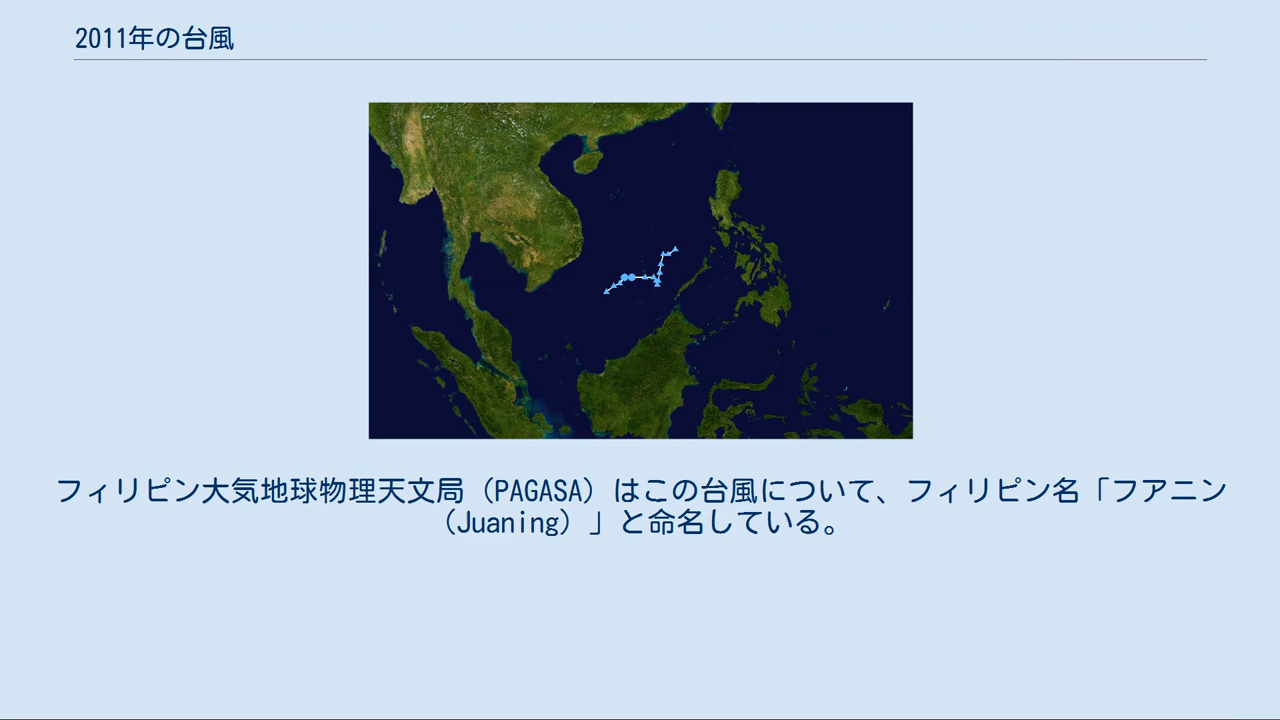 2011年の台風
フィリピン大気地球物理天文局（PAGASA）はこの台風について、フィリピン名「フアニン
（Juaning）」と命名している。